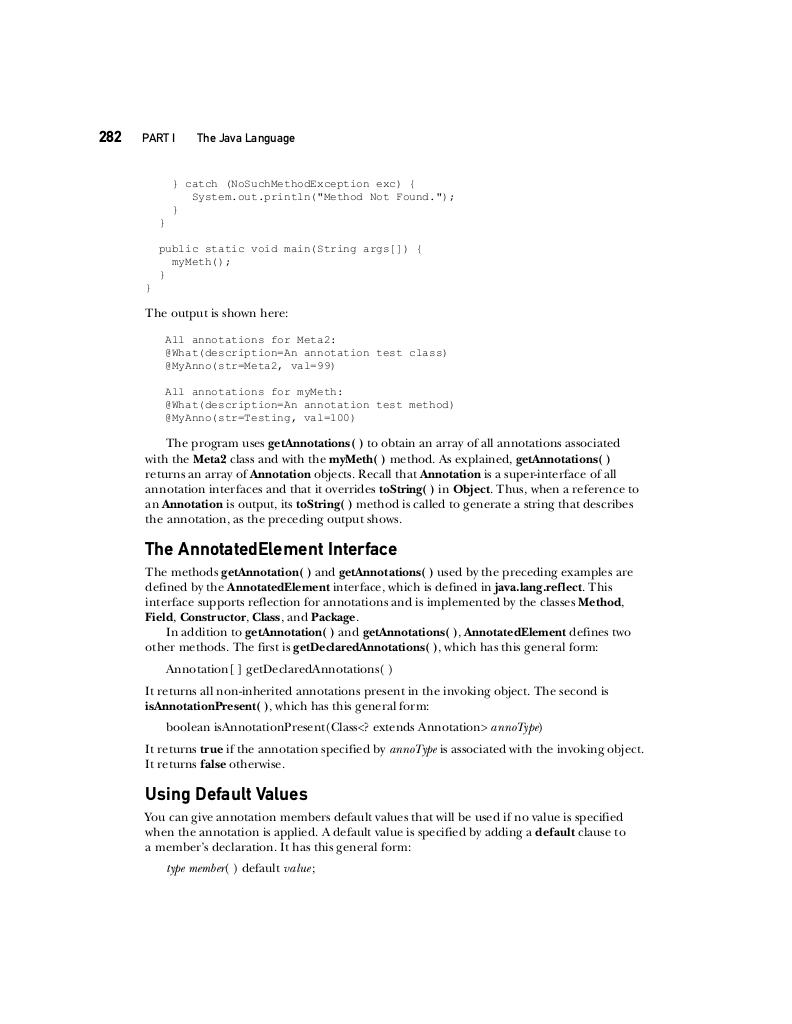 282 PART I The Java Language
} catch (NoSuchMethodException exc) {
System.out.println("Method Not Found.");
}
}
public static void main(String args[]) {
myMeth();
}
}
The output is shown here:
All annotations for Meta2:
@What(description=An annotation test class)
@MyAnno(str=Meta2, val=99)
All annotations for myMeth:
@What(description=An annotation test method)
@MyAnno(str=Testing, val=100)
The program uses getAnnotations( ) to obtain an array of all annotations associated
with the Meta2 class and with the myMeth( ) method. As explained, getAnnotations( )
returns an array of Annotation objects. Recall that Annotation is a super-interface of all
annotation interfaces and that it overrides toString( ) in Object. Thus, when a reference to
an Annotation is output, its toString( ) method is called to generate a string that describes
the annotation, as the preceding output shows.
The AnnotatedElement Interface
The methods getAnnotation( ) and getAnnotations( ) used by the preceding examples are
defined by the AnnotatedElement interface, which is defined in java.lang.reflect. This
interface supports reflection for annotations and is implemented by the classes Method,
Field, Constructor, Class, and Package.
In addition to getAnnotation( ) and getAnnotations( ), AnnotatedElement defines two
other methods. The first is getDeclaredAnnotations( ), which has this general form:
Annotation[ ] getDeclaredAnnotations( )
It returns all non-inherited annotations present in the invoking object. The second is
isAnnotationPresent( ), which has this general form:
boolean isAnnotationPresent(Class<? extends Annotation> annoType)
It returns true if the annotation specified by annoType is associated with the invoking object.
It returns false otherwise.
Using Default Values
You can give annotation members default values that will be used if no value is specified
when the annotation is applied. A default value is specified by adding a default clause to
a member's declaration. It has this general form:
type member( ) default value;